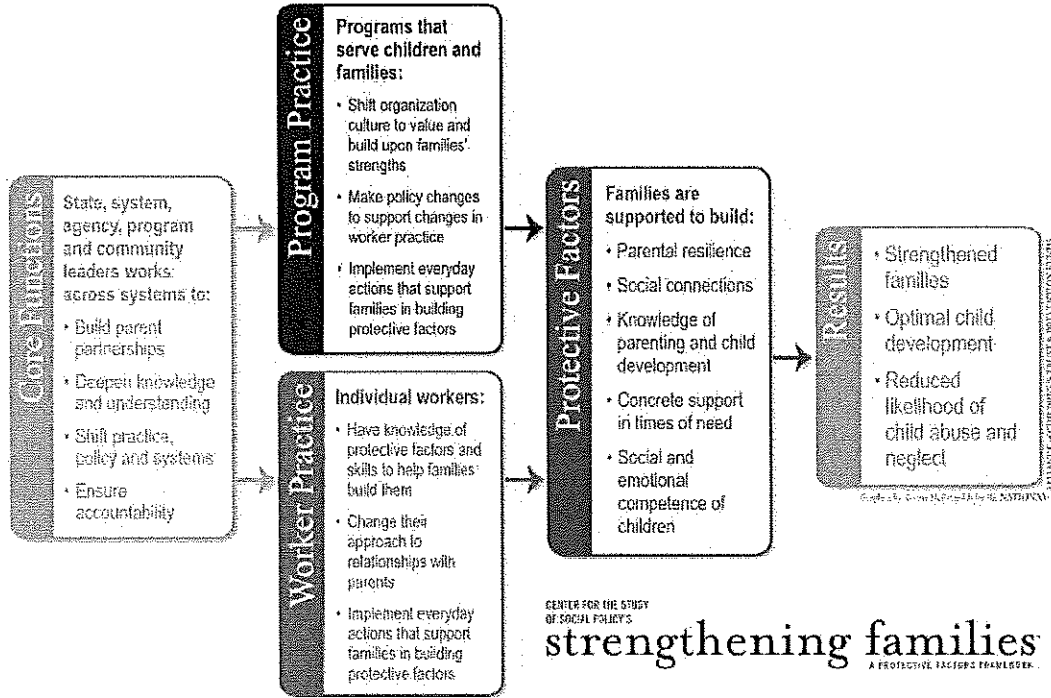 Core Functions
State, system,
agency, program
and community
leaders works
across systems to:
• Build parent
partnerships
• Deepen knowledge
and understanding
• Shift practice,
policy and systems
• Ensure
accountability
Program Practice
Programs that
serve children and
families:
• Shift organization
culture to value and
build upon families'
strengths
• Make policy changes
to support changes in
worker practice
• Implement everyday
actions that support
families in building
protective factors
Worker Practice
Individual workers:
• Have knowledge of
protective factors and
skills to help families
build them
• Change their
approach to
relationships with
parents
• Implement everyday
actions that support
families in building
protective factors
Protective Factors
Families are
supported to build:
• Parental resilience
• Social connections
• Knowledge of
parenting and child
development
• Concrete support
in times of need
• Social and
emotional
competence of
children
Results
• Strengthened
families
• Optimal child
development
• Reduced
likelihood of
child abuse and
neglect
NATIONAL
CENTER FOR THE STUDY
OF SOCIAL POLICY'S
strengthening families
A PROTECTIVE FACTORS FRAMEWORK